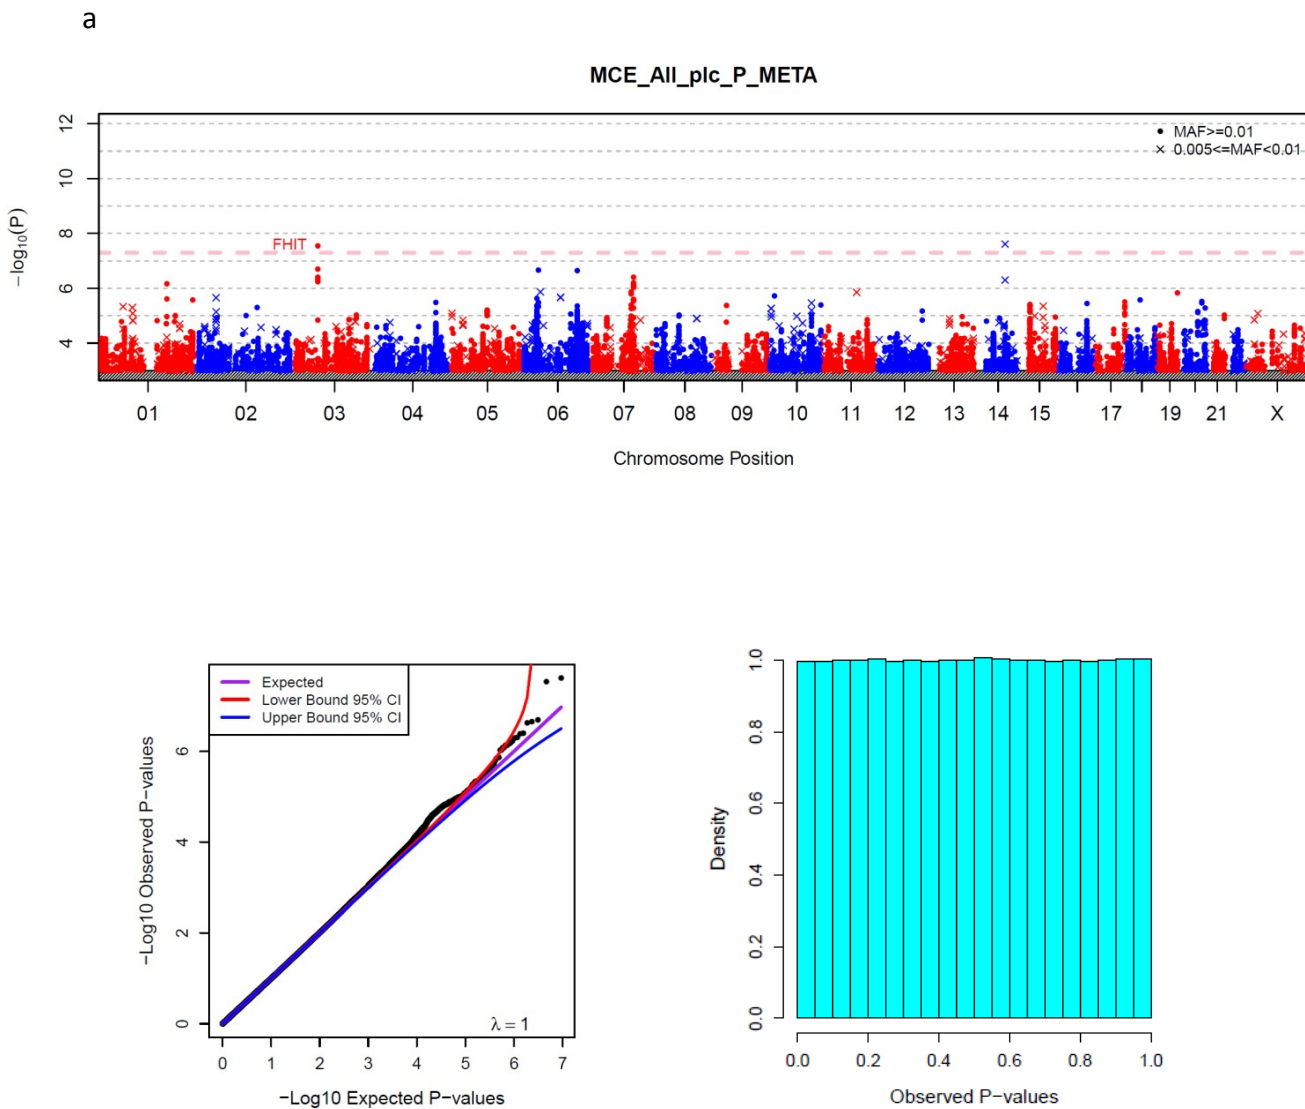 a
MCE_All_plc_P_META
−log10(P)
12
10
8
6
4
MAF>=0.01
0.005<=MAF<0.01
FHIT
01 02 03 04 05 06 07 08 09 10 11 12 13 14 15 17 19 21 X
Chromosome Position
Expected
Lower Bound 95% CI
Upper Bound 95% CI
−Log10 Observed P−values
6
4
2
0
λ = 1
0 1 2 3 4 5 6 7
−Log10 Expected P−values
Density
1.0
0.8
0.6
0.4
0.2
0.0
0.0 0.2 0.4 0.6 0.8 1.0
Observed P−values